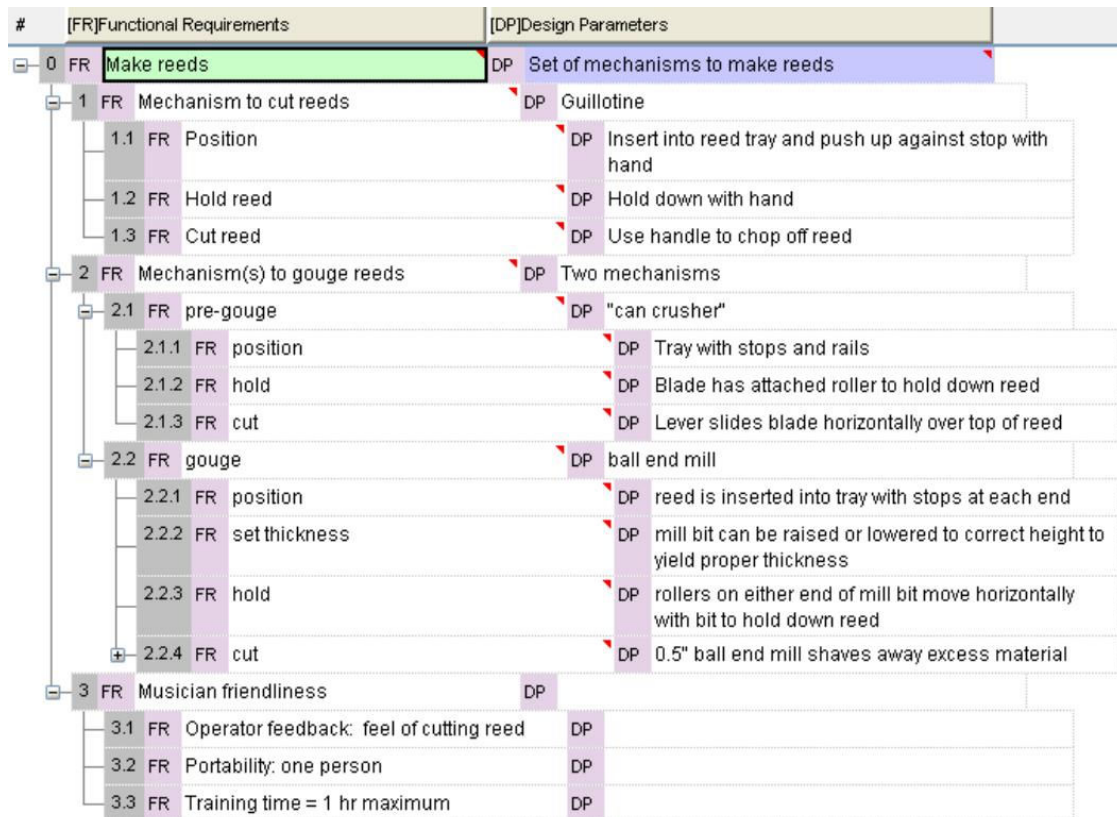 # [FR]Functional Requirements [DP]Design Parameters
0 FR Make reeds DP Set of mechanisms to make reeds
1 FR Mechanism to cut reeds DP Guillotine
1.1 FR Position DP Insert into reed tray and push up against stop with
hand
1.2 FR Hold reed DP Hold down with hand
1.3 FR Cut reed DP Use handle to chop off reed
2 FR Mechanism(s) to gouge reeds DP Two mechanisms
2.1 FR pre-gouge DP "can crusher"
2.1.1 FR position DP Tray with stops and rails
2.1.2 FR hold DP Blade has attached roller to hold down reed
2.1.3 FR cut DP Lever slides blade horizontally over top of reed
2.2 FR gouge DP ball end mill
2.2.1 FR position DP reed is inserted into tray with stops at each end
2.2.2 FR set thickness DP mill bit can be raised or lowered to correct height to
yield proper thickness
2.2.3 FR hold DP rollers on either end of mill bit move horizontally
with bit to hold down reed
2.2.4 FR cut DP 0.5" ball end mill shaves away excess material
3 FR Musician friendliness DP
3.1 FR Operator feedback: feel of cutting reed DP
3.2 FR Portability: one person DP
3.3 FR Training time = 1 hr maximum DP